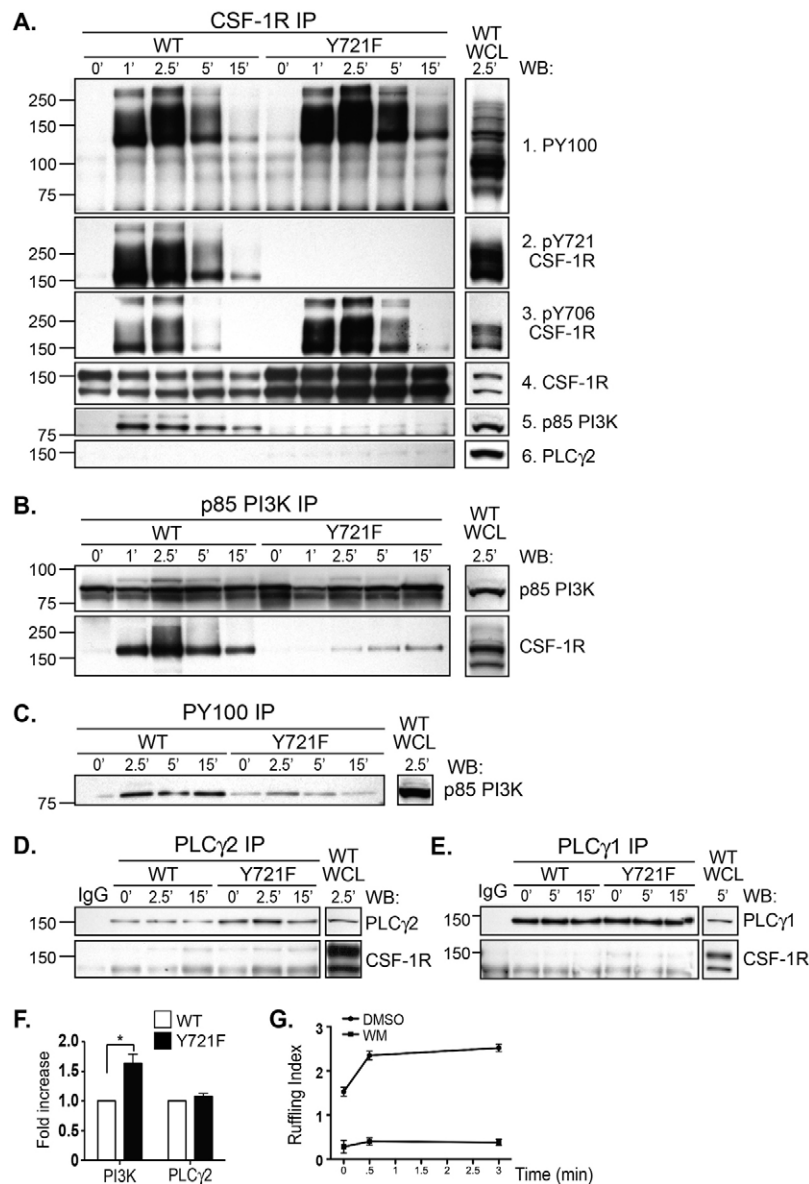 A.
CSF-1R IP
WT
Y721F
WT
WCL
0' 1' 2.5' 5' 15' 0' 1' 2.5' 5' 15' 2.5' WB:
250
150
100
75
1. PY100
250
150
2. pY721
CSF-1R
250
150
3. pY706
CSF-1R
150
4. CSF-1R
75
5. p85 PI3K
150
6. PLCγ2
B.
p85 PI3K IP
WT
Y721F
WT
WCL
0' 1' 2.5' 5' 15' 0' 1' 2.5' 5' 15' 2.5' WB:
100
75
p85 PI3K
250
150
CSF-1R
C.
PY100 IP
WT
Y721F
WT
WCL
0' 2.5' 5' 15' 0' 2.5' 5' 15' 2.5' WB:
75
p85 PI3K
D.
PLCγ2 IP
WT
Y721F
WT
WCL
IgG 0' 2.5' 15' 0' 2.5' 15' 2.5' WB:
150
PLCγ2
150
CSF-1R
E.
PLCγ1 IP
WT
Y721F
WT
WCL
IgG 0' 5' 15' 0' 5' 15' 5' WB:
150
PLCγ1
150
CSF-1R
F.
WT
Y721F
*
Fold increase
2.0
1.5
1.0
0.5
0.0
PI3K
PLCγ2
G.
DMSO
WM
Ruffling Index
3
2
1
0
0 .5 1 1.5 2 2.5 3
Time (min)